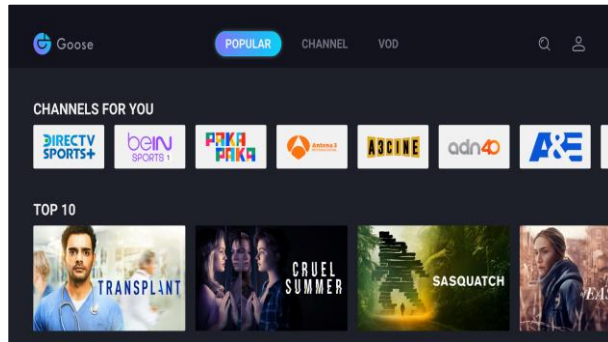 Goose
POPULAR
CHANNEL
VOD
CHANNELS FOR YOU
DIRECTV
SPORTS+
beIN
SPORTS 1
PAKA
PAKA
Antena 3
A3CINE
adn40
A&E
TOP 10
TRANSPLANT
CRUEL
SUMMER
SASQUATCH
EAS